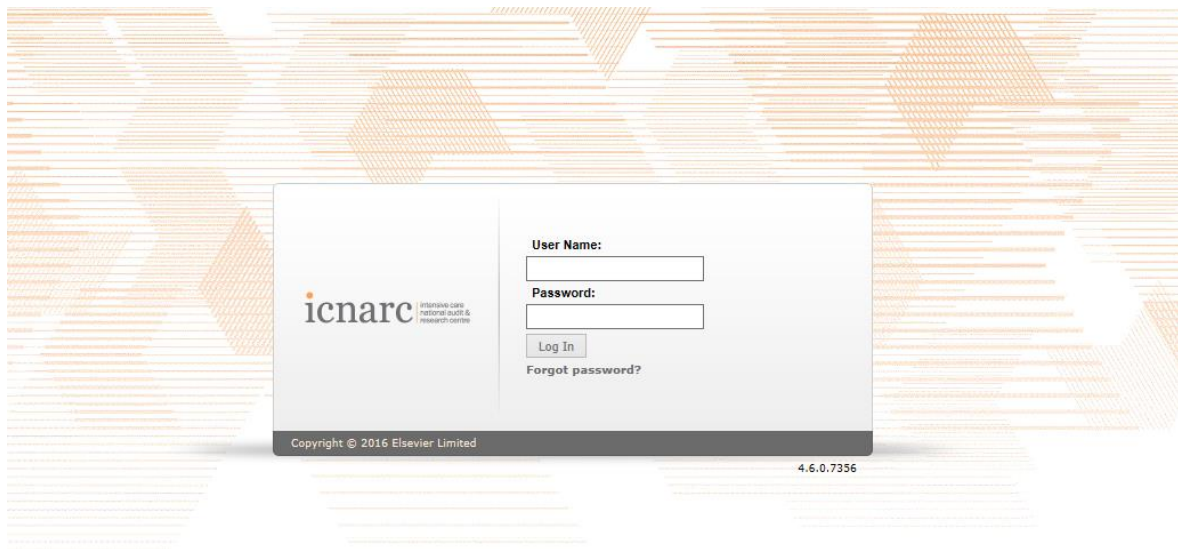 User Name:
Password:
icnarc
intensive care
national audit &
research centre
Log In
Forgot password?
Copyright © 2016 Elsevier Limited
4.6.0.7356